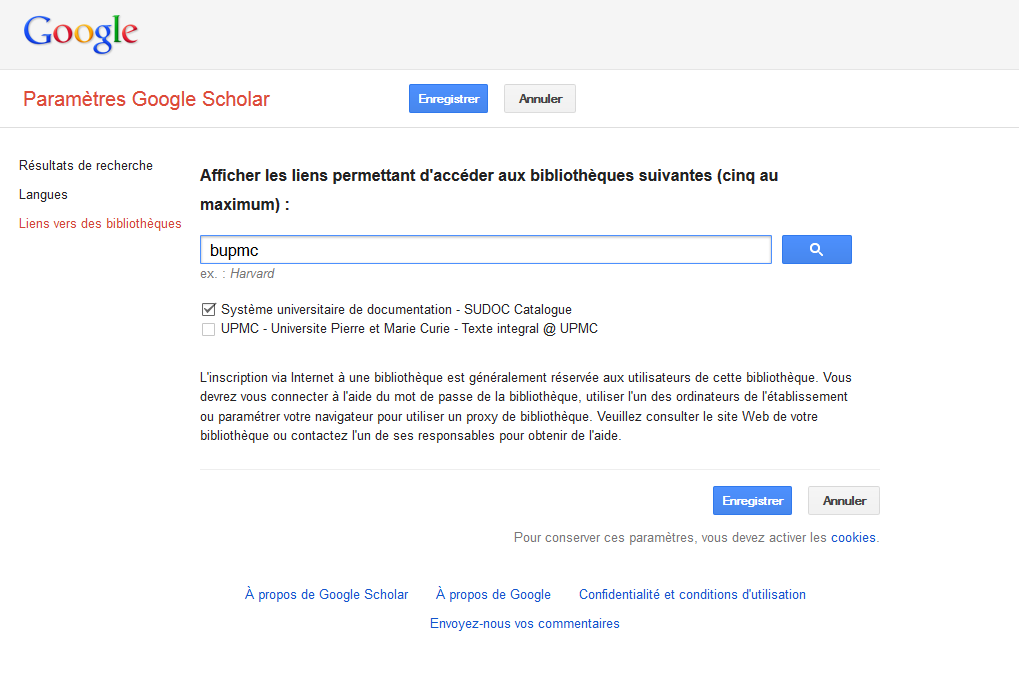 Google
Paramètres Google Scholar
Enregistrer
Annuler
Résultats de recherche
Langues
Liens vers des bibliothèques
Afficher les liens permettant d'accéder aux bibliothèques suivantes (cinq au
maximum) :
bupmc
ex. : Harvard
Système universitaire de documentation - SUDOC Catalogue
UPMC - Universite Pierre et Marie Curie - Texte integral @ UPMC
L'inscription via Internet à une bibliothèque est généralement réservée aux utilisateurs de cette bibliothèque. Vous
devrez vous connecter à l'aide du mot de passe de la bibliothèque, utiliser l'un des ordinateurs de l'établissement
ou paramétrer votre navigateur pour utiliser un proxy de bibliothèque. Veuillez consulter le site Web de votre
bibliothèque ou contactez l'un de ses responsables pour obtenir de l'aide.
Enregistrer
Annuler
Pour conserver ces paramètres, vous devez activer les cookies.
À propos de Google Scholar
À propos de Google
Confidentialité et conditions d'utilisation
Envoyez-nous vos commentaires